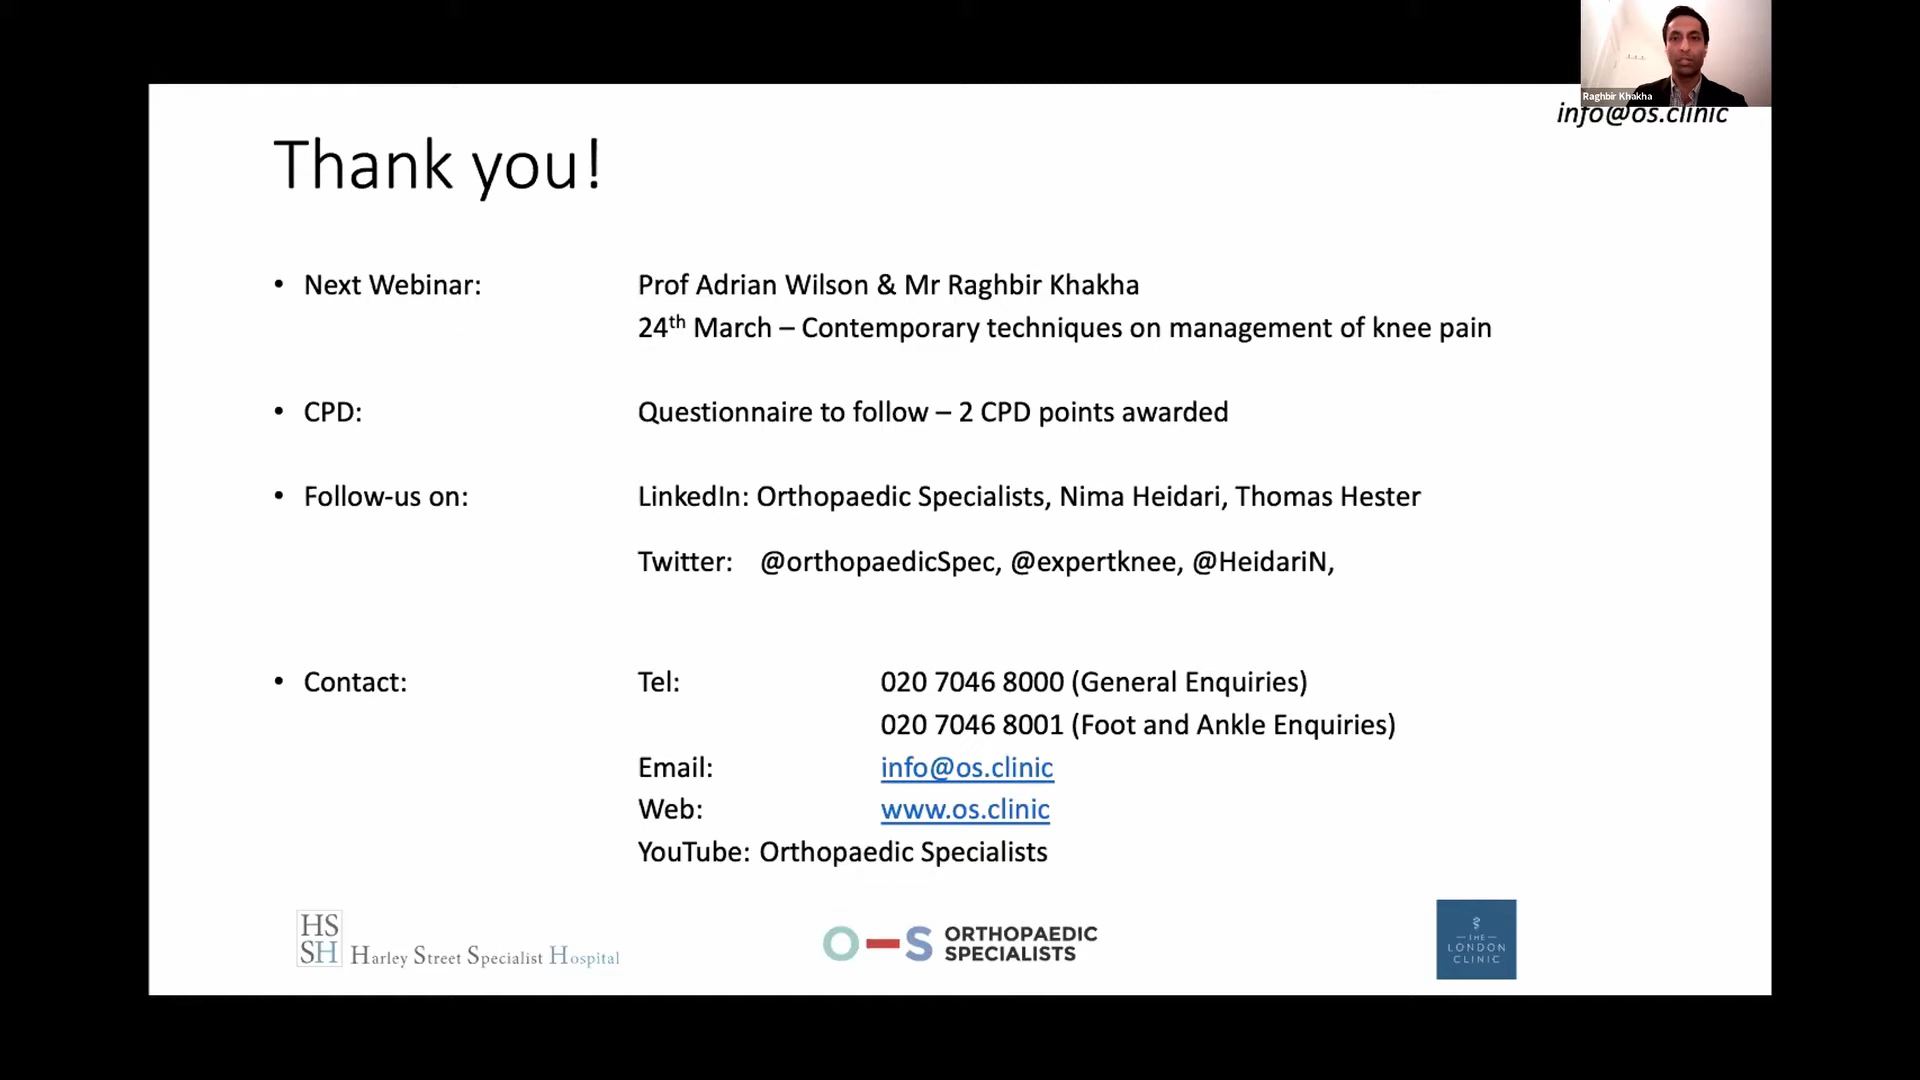 Raghbir Khakha
info@os.clinic
Thank you!
• Next Webinar: Prof Adrian Wilson & Mr Raghbir Khakha
24th March – Contemporary techniques on management of knee pain
• CPD: Questionnaire to follow – 2 CPD points awarded
• Follow-us on: LinkedIn: Orthopaedic Specialists, Nima Heidari, Thomas Hester
Twitter: @orthopaedicSpec, @expertknee, @HeidariN,
• Contact: Tel: 020 7046 8000 (General Enquiries)
020 7046 8001 (Foot and Ankle Enquiries)
Email: info@os.clinic
Web: www.os.clinic
YouTube: Orthopaedic Specialists
HS
SH Harley Street Specialist Hospital
O–S ORTHOPAEDIC
SPECIALISTS
THE
LONDON
CLINIC